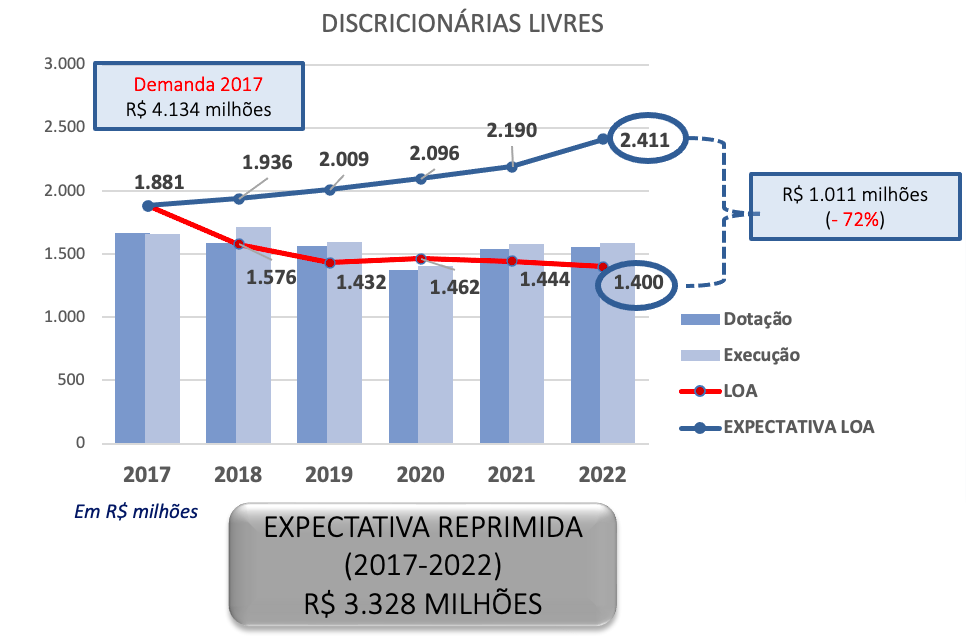 DISCRICIONÁRIAS LIVRES
3.000
2.500
2.000
1.500
1.000
500
0
Demanda 2017
R$ 4.134 milhões
1.881
1.936
2.009
2.096
2.190
2.411
1.576
1.432
1.462
1.444
1.400
R$ 1.011 milhões
(- 72%)
Dotação
Execução
LOA
EXPECTATIVA LOA
2017 2018 2019 2020 2021 2022
Em R$ milhões
EXPECTATIVA REPRIMIDA
(2017-2022)
R$ 3.328 MILHÕES